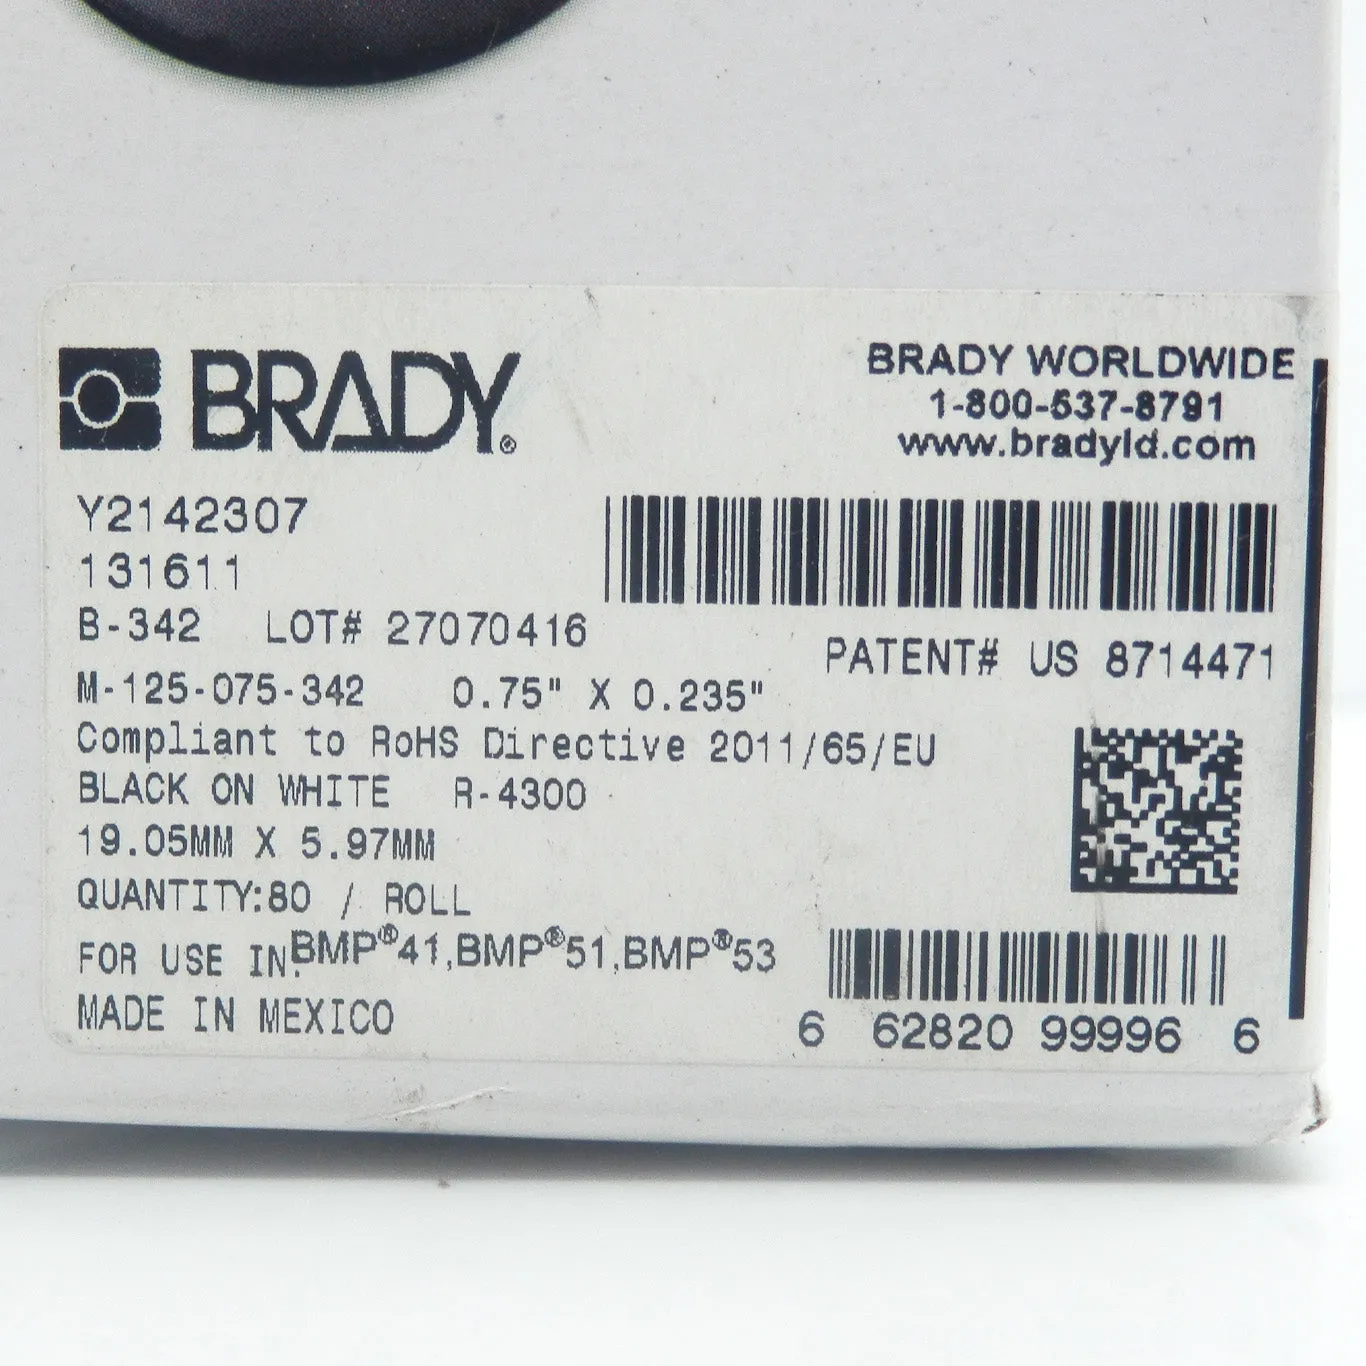 BRADY®
BRADY WORLDWIDE
1-800-537-8791
www.bradyid.com
Y2142307
131611
B-342 LOT# 27070416
PATENT# US 8714471
M-125-075-342 0.75" X 0.235"
Compliant to RoHS Directive 2011/65/EU
BLACK ON WHITE R-4300
19.05MM X 5.97MM
QUANTITY:80 / ROLL
FOR USE IN:BMP®41,BMP®51,BMP®53
MADE IN MEXICO
6 62820 99996 6